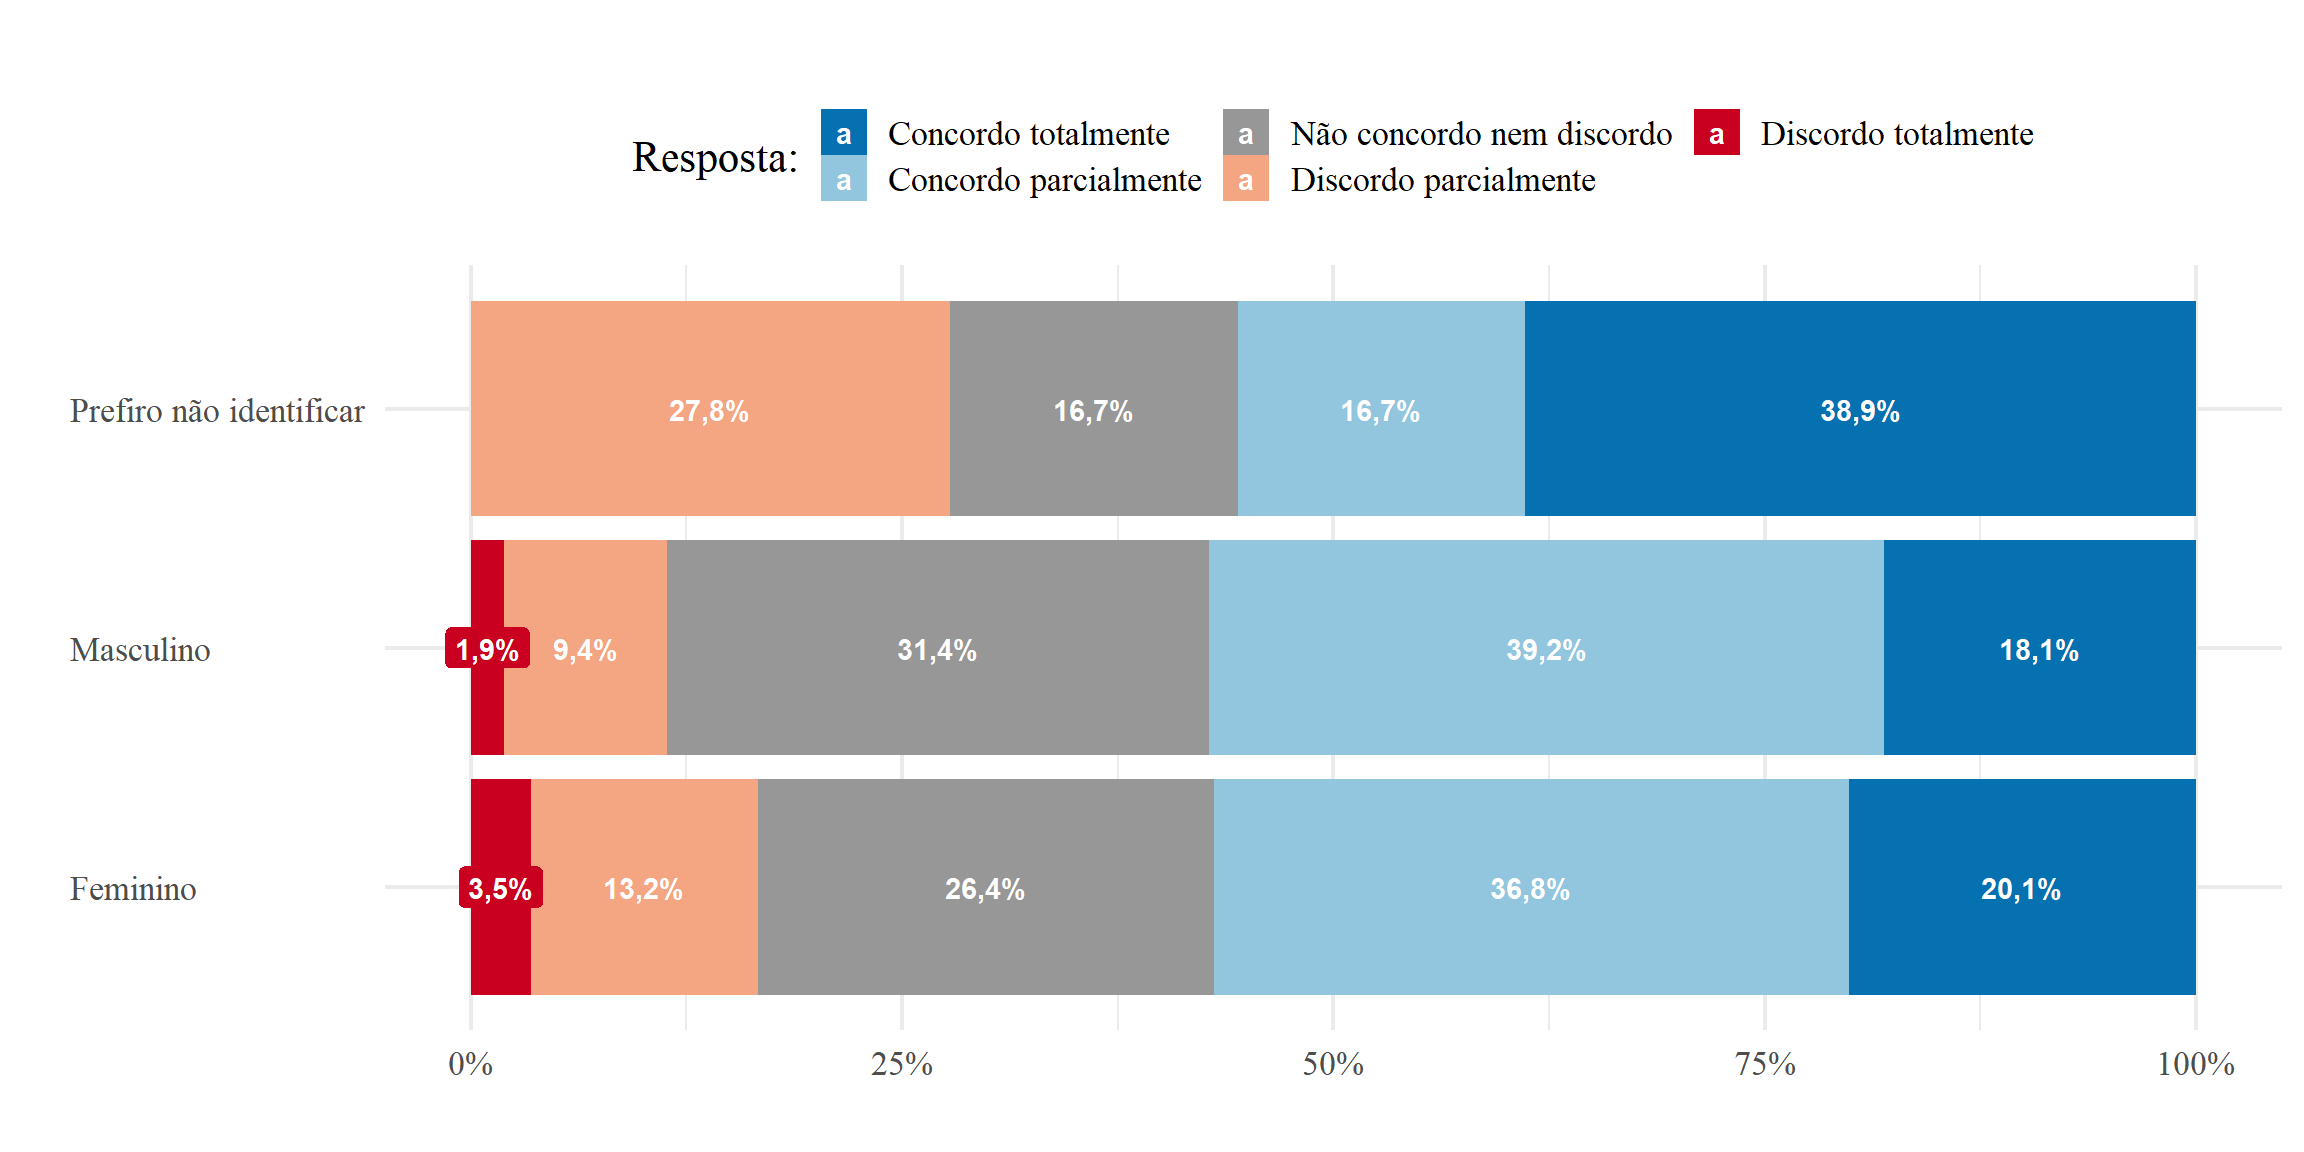 Resposta:
a Concordo totalmente
a Concordo parcialmente
a Não concordo nem discordo
a Discordo parcialmente
a Discordo totalmente
Prefiro não identificar
27,8% 16,7% 16,7% 38,9%
Masculino
1,9% 9,4% 31,4% 39,2% 18,1%
Feminino
3,5% 13,2% 26,4% 36,8% 20,1%
0% 25% 50% 75% 100%